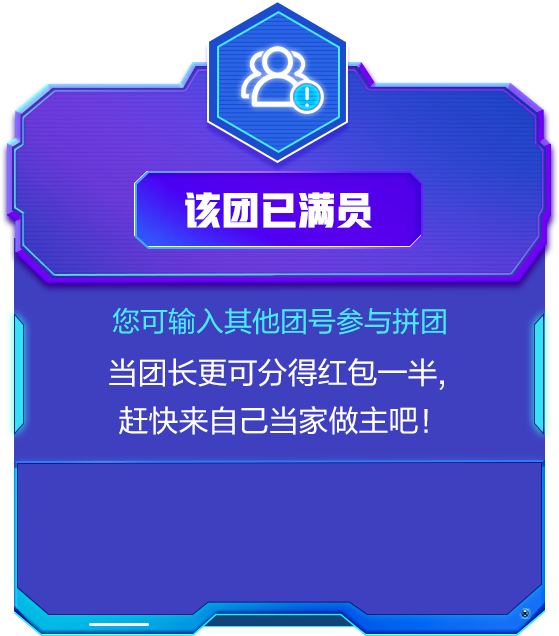 该团已满员
您可输入其他团号参与拼团
当团长更可分得红包一半,
赶快来自己当家做主吧!